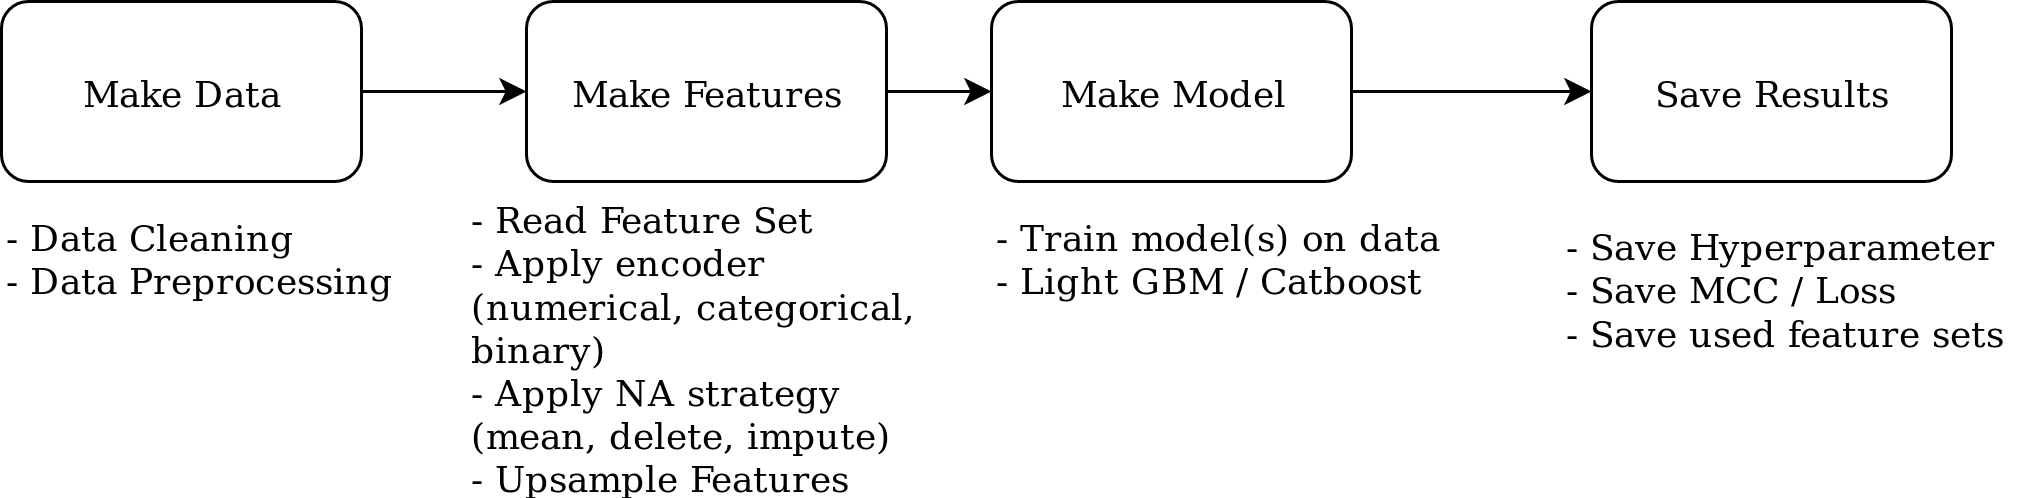 Make Data
Make Features
Make Model
Save Results
- Data Cleaning
- Data Preprocessing
- Read Feature Set
- Apply encoder
(numerical, categorical,
binary)
- Apply NA strategy
(mean, delete, impute)
- Upsample Features
- Train model(s) on data
- Light GBM / Catboost
- Save Hyperparameter
- Save MCC / Loss
- Save used feature sets